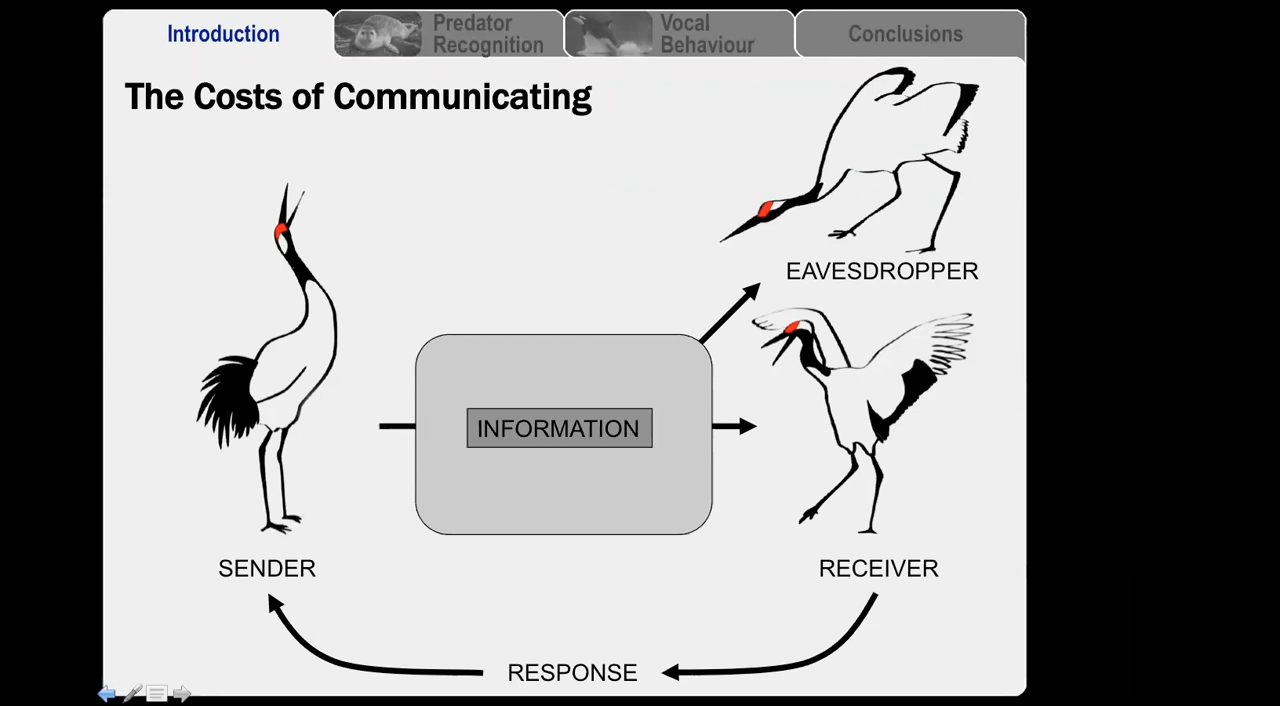 Introduction
Predator
Recognition
Vocal
Behaviour
Conclusions
The Costs of Communicating
EAVESDROPPER
INFORMATION
SENDER
RECEIVER
RESPONSE